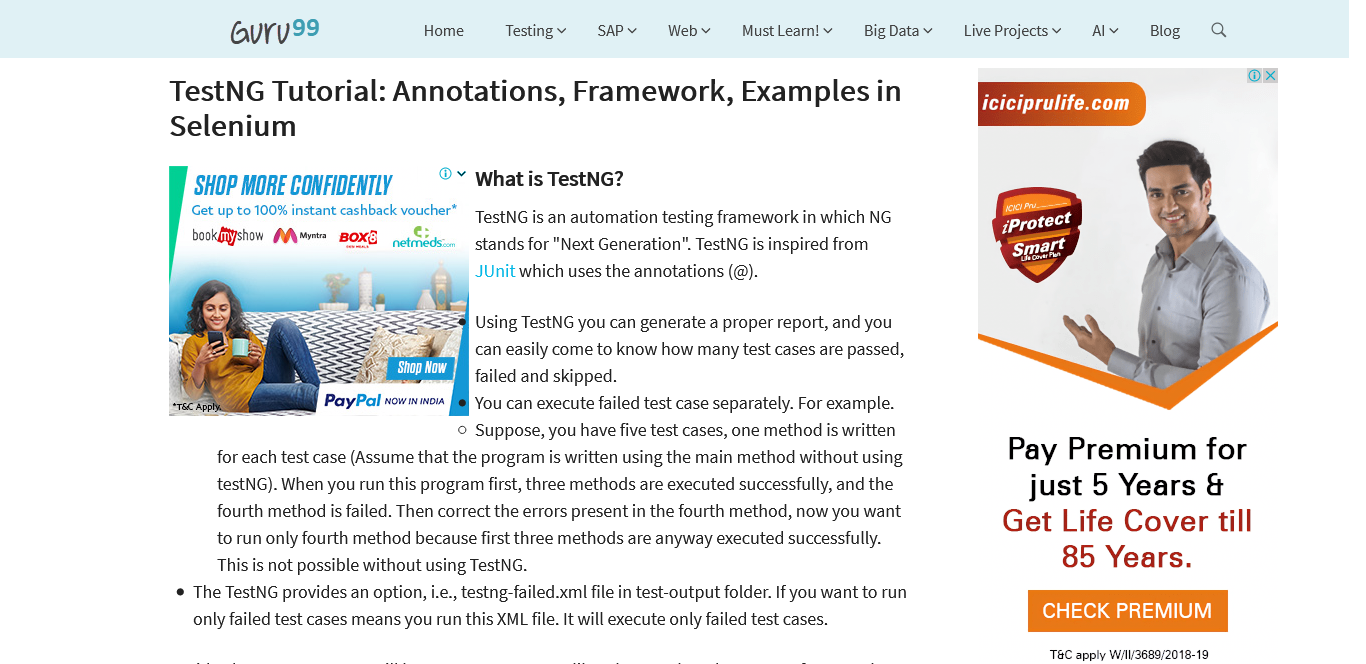 Guru99
Home
Testing
SAP
Web
Must Learn!
Big Data
Live Projects
AI
Blog
TestNG Tutorial: Annotations, Framework, Examples in
Selenium
SHOP MORE CONFIDENTLY
Get up to 100% instant cashback voucher*
bookmyshow
Myntra
BOX8
netmeds.com
Shop Now
PayPal NOW IN INDIA
*T&C Apply.
What is TestNG?
TestNG is an automation testing framework in which NG
stands for "Next Generation". TestNG is inspired from
JUnit which uses the annotations (@).
Using TestNG you can generate a proper report, and you
can easily come to know how many test cases are passed,
failed and skipped.
You can execute failed test case separately. For example.
Suppose, you have five test cases, one method is written
for each test case (Assume that the program is written using the main method without using
testNG). When you run this program first, three methods are executed successfully, and the
fourth method is failed. Then correct the errors present in the fourth method, now you want
to run only fourth method because first three methods are anyway executed successfully.
This is not possible without using TestNG.
The TestNG provides an option, i.e., testng-failed.xml file in test-output folder. If you want to run
only failed test cases means you run this XML file. It will execute only failed test cases.
iciciprulife.com
ICICI Pru
iProtect
Smart
Life Cover Plan
Pay Premium for
just 5 Years &
Get Life Cover till
85 Years.
CHECK PREMIUM
T&C apply W/II/3689/2018-19